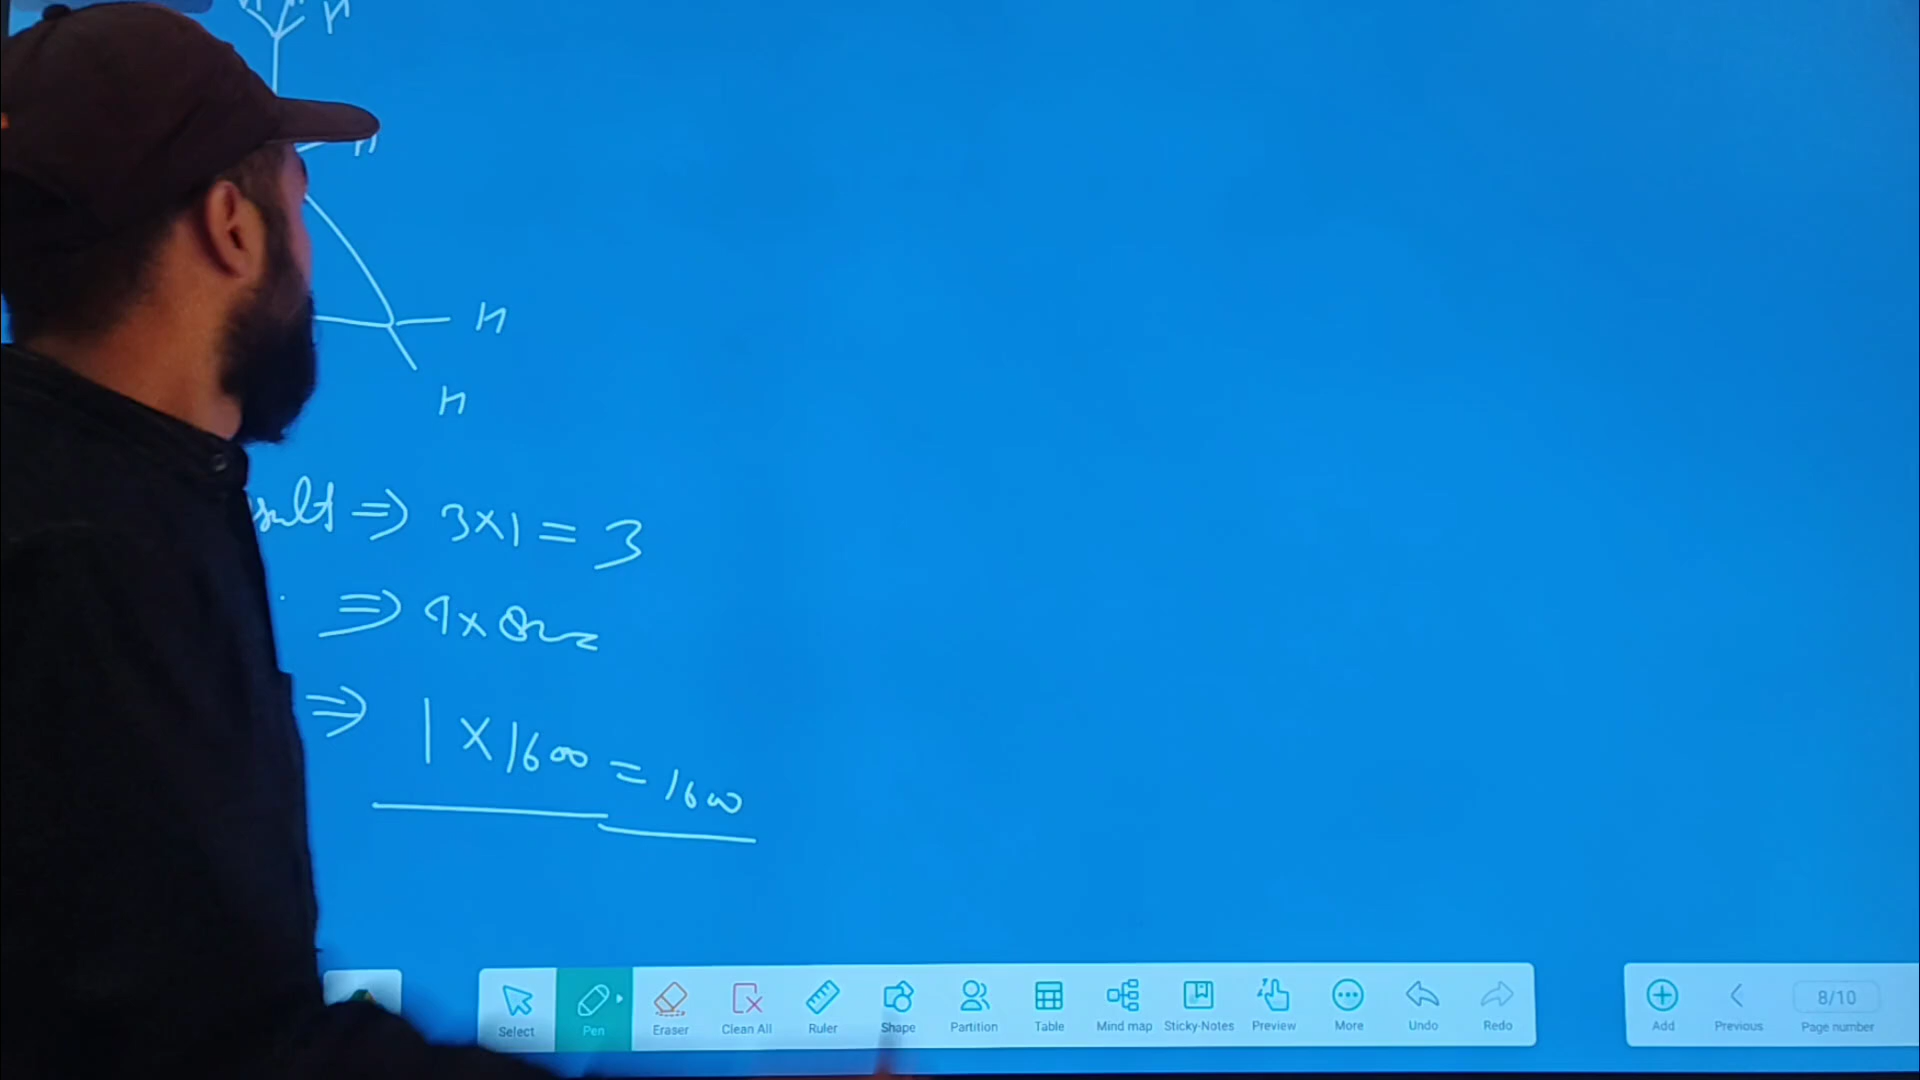 H
H
H
H
⇒ 3×1 = 3
⇒
⇒ 1 × 1600 = 1600
Select Pen Eraser Clean All Ruler Shape Partition Table Mind map Sticky-Notes Preview More Undo Redo Add Previous 8/10 Page number